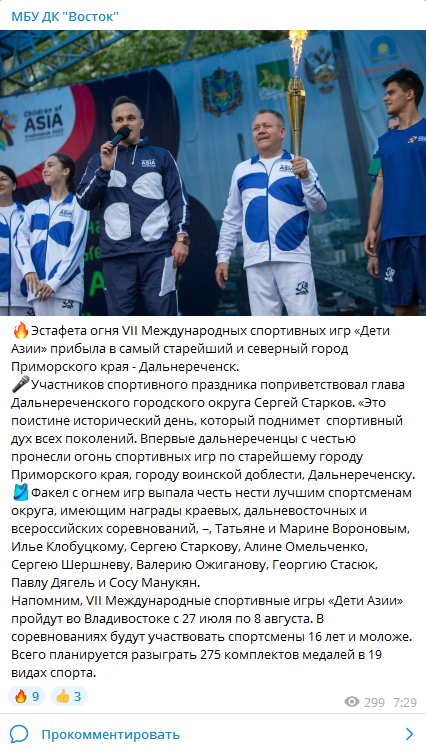 МБУ ДК "Восток"
Children of
ASIA
ASIA
ASIA
🔥Эстафета огня VII Международных спортивных игр «Дети
Азии» прибыла в самый старейший и северный город
Приморского края - Дальнереченск.
🎤Участников спортивного праздника поприветствовал глава
Дальнереченского городского округа Сергей Старков. «Это
поистине исторический день, который поднимет  спортивный
дух всех поколений. Впервые дальнереченцы с честью
пронесли огонь спортивных игр по старейшему городу
Приморского края, городу воинской доблести, Дальнереченску.
🎽Факел с огнем игр выпала честь нести лучшим спортсменам
округа, имеющим награды краевых, дальневосточных и
всероссийских соревнований, –, Татьяне и Марине Вороновым,
Илье Клобуцкому, Сергею Старкову, Алине Омельченко,
Сергею Шершневу, Валерию Ожиганову, Георгию Стасюк,
Павлу Дягель и Сосу Манукян.
Напомним, VII Международные спортивные игры «Дети Азии»
пройдут во Владивостоке с 27 июля по 8 августа. В
соревнованиях будут участвовать спортсмены 16 лет и моложе.
Всего планируется разыграть 275 комплектов медалей в 19
видах спорта.
🔥 9 👍 3
299 7:29
Прокомментировать